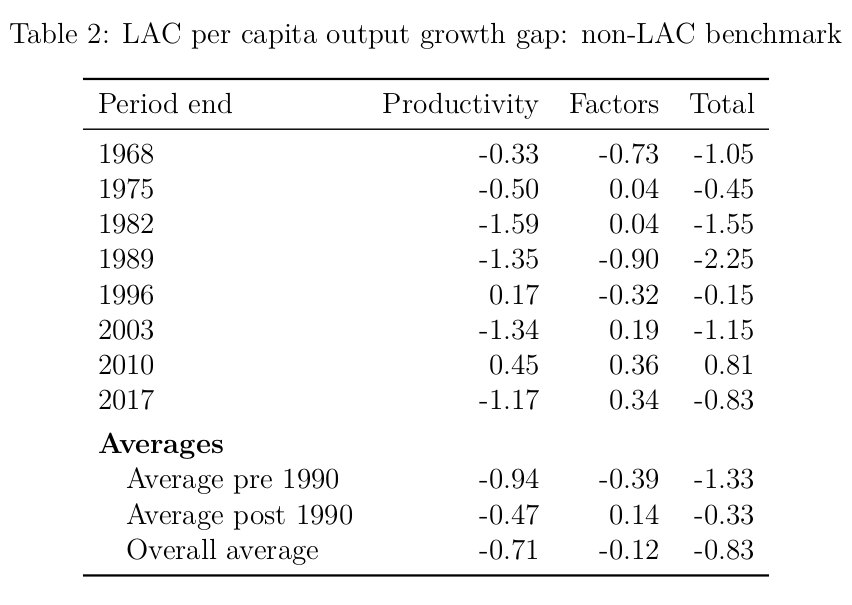 Table 2: LAC per capita output growth gap: non-LAC benchmark
Period end Productivity Factors Total
1968 -0.33 -0.73 -1.05
1975 -0.50 0.04 -0.45
1982 -1.59 0.04 -1.55
1989 -1.35 -0.90 -2.25
1996 0.17 -0.32 -0.15
2003 -1.34 0.19 -1.15
2010 0.45 0.36 0.81
2017 -1.17 0.34 -0.83
Averages
Average pre 1990 -0.94 -0.39 -1.33
Average post 1990 -0.47 0.14 -0.33
Overall average -0.71 -0.12 -0.83